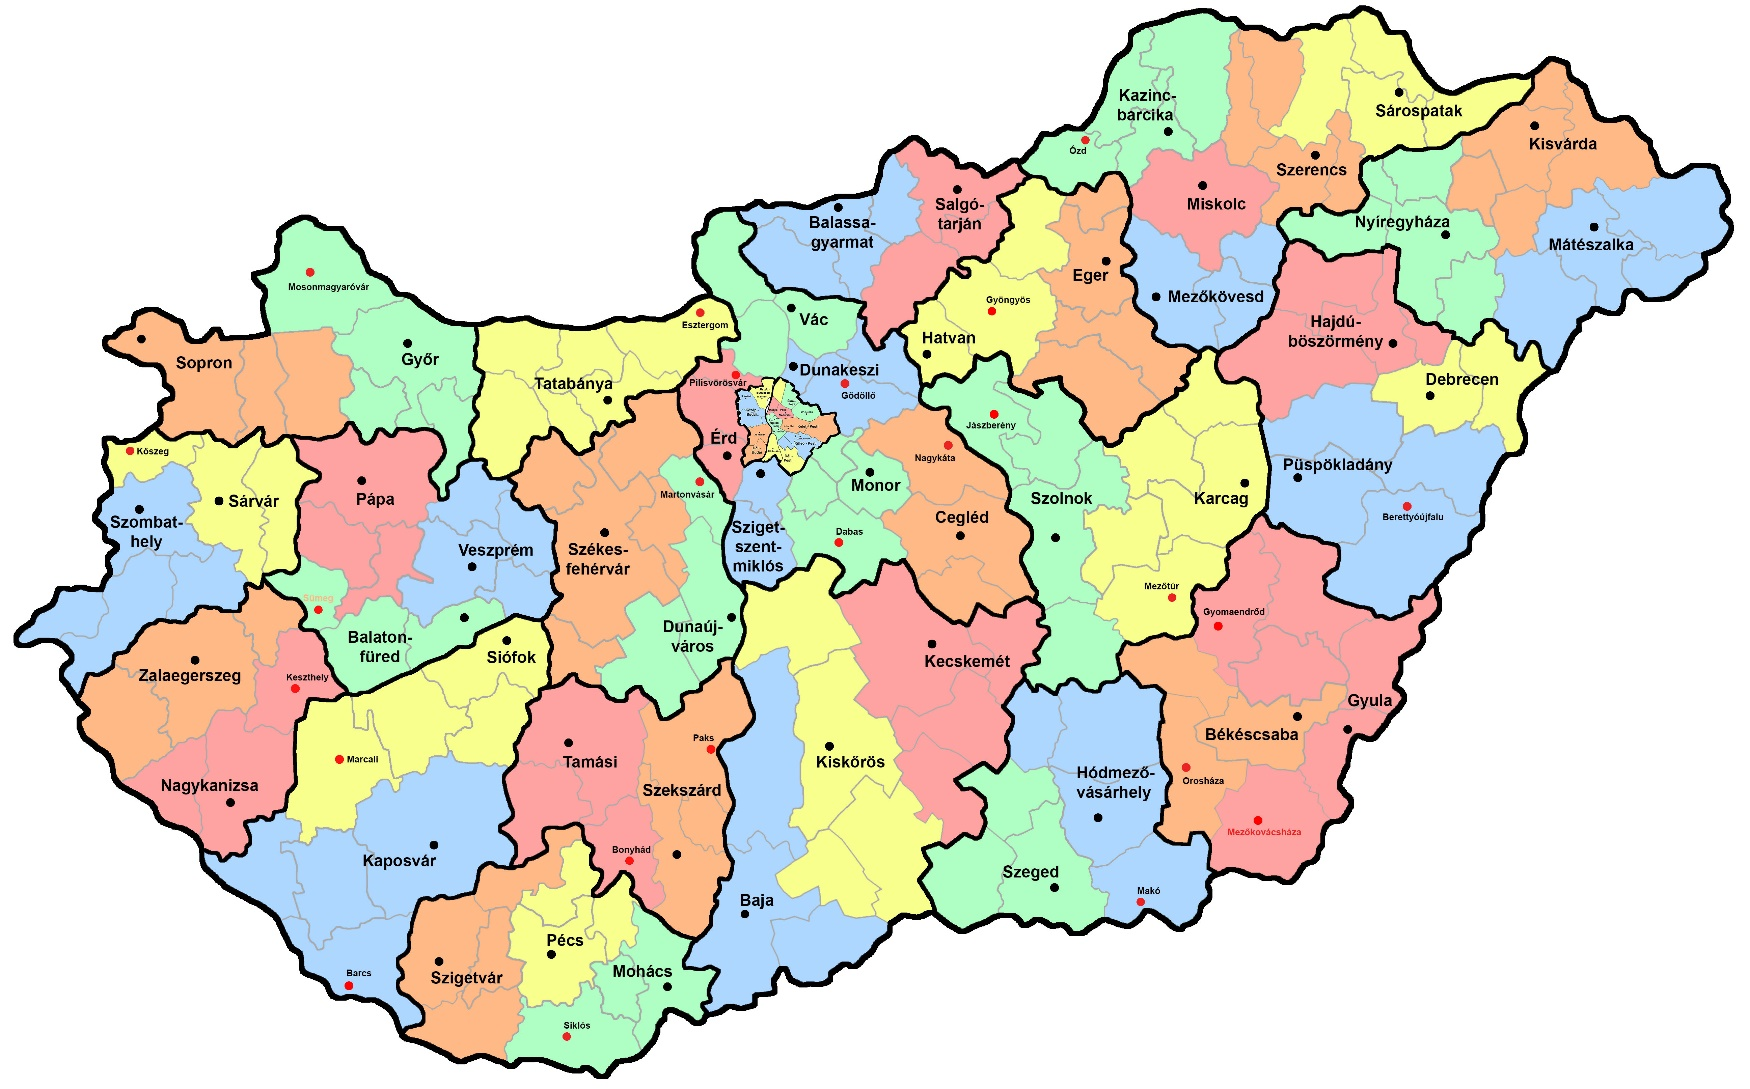 Kazinc-
barcika
Sárospatak
Ózd
Kisvárda
Szerencs
Salgó-
tarján
Miskolc
Balassa-
gyarmat
Nyíregyháza
Mátészalka
Eger
Mosonmagyaróvár
Mezőkövesd
Gyöngyös
Esztergom
Vác
Hajdú-
böszörmény
Hatvan
Sopron
Győr
Dunakeszi
Tatabánya
Pilisvörösvár
Debrecen
Gödöllő
Jászberény
Érd
Kőszeg
Nagykáta
Püspökladány
Monor
Sárvár
Pápa
Martonvásár
Szolnok
Karcag
Szombat-
hely
Berettyóújfalu
Cegléd
Sziget-
szent-
miklós
Dabas
Veszprém
Székes-
fehérvár
Mezőtúr
Sümeg
Gyomaendrőd
Balaton-
füred
Dunaúj-
város
Siófok
Kecskemét
Zalaegerszeg
Keszthely
Gyula
Békéscsaba
Paks
Marcali
Tamási
Kiskőrös
Hódmező-
vásárhely
Orosháza
Nagykanizsa
Szekszárd
Mezőkovácsháza
Bonyhád
Kaposvár
Szeged
Makó
Baja
Pécs
Mohács
Szigetvár
Barcs
Siklós